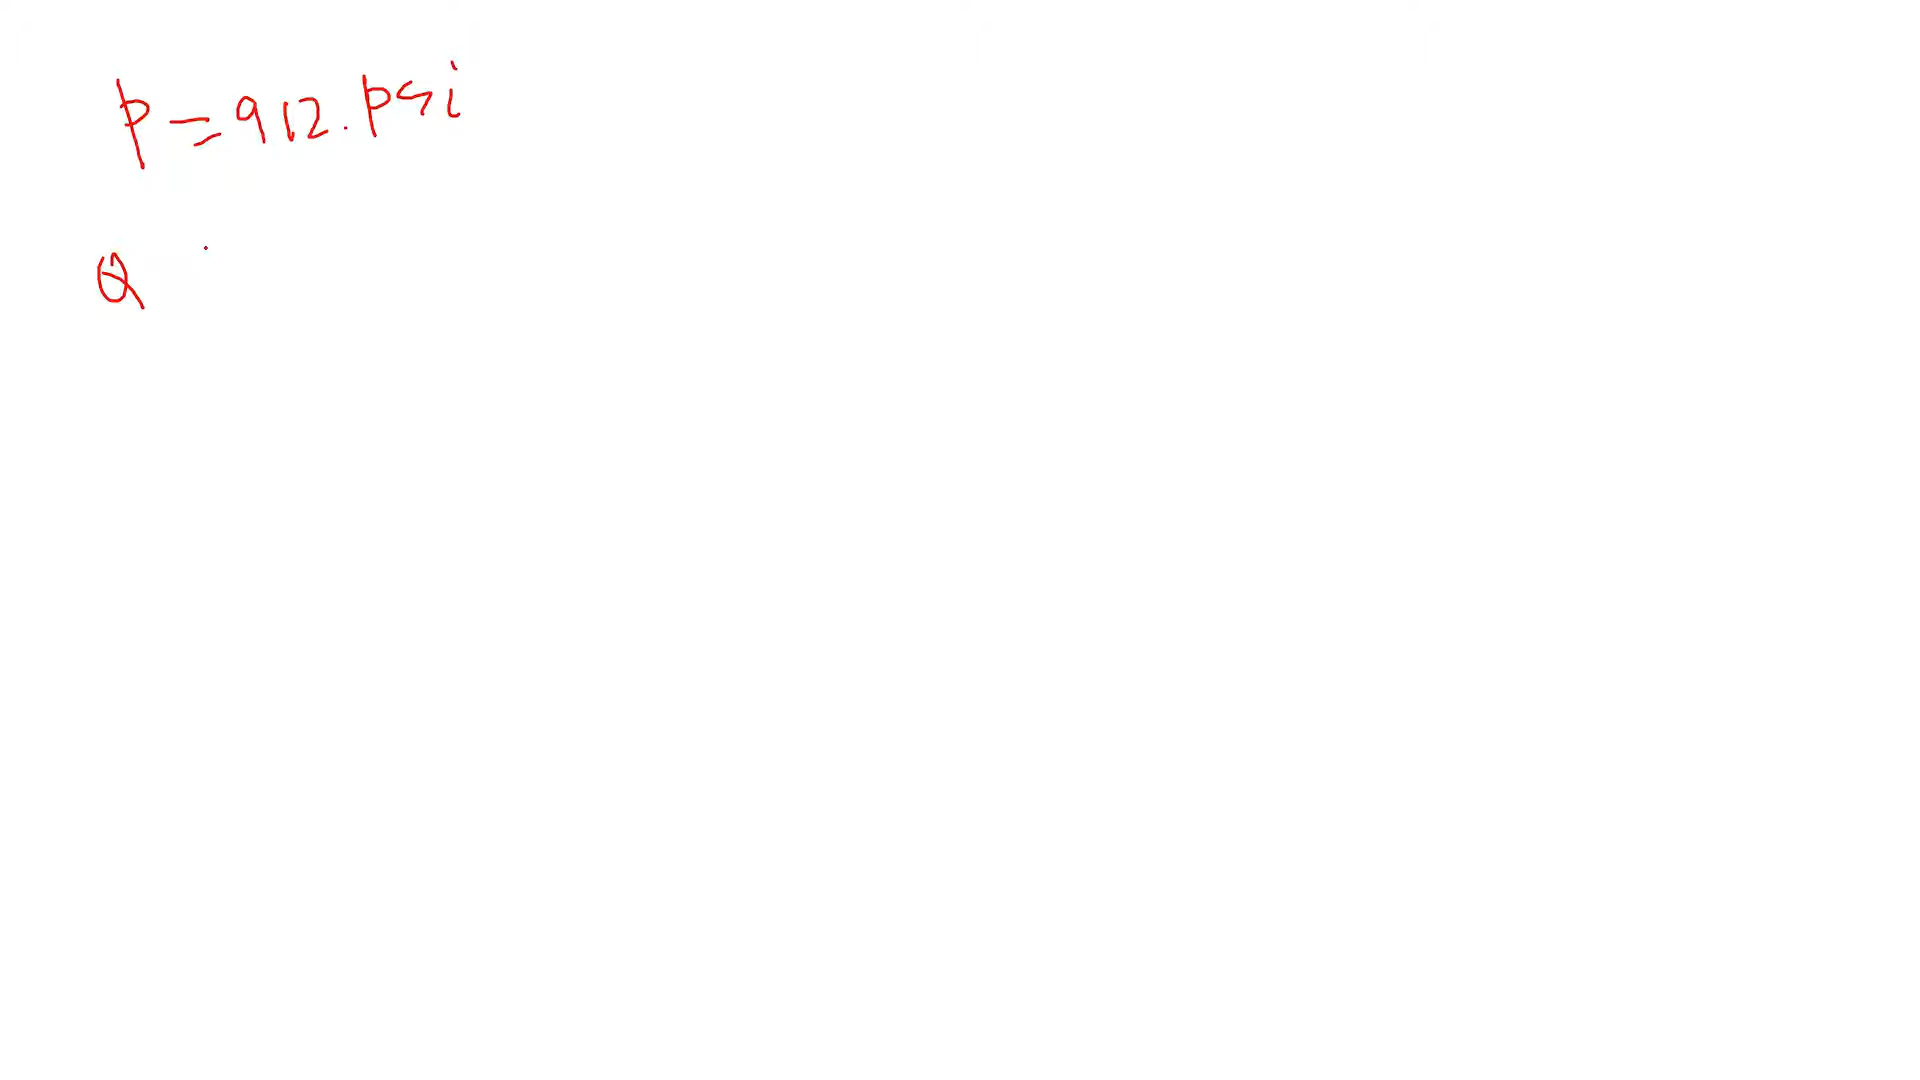 P = 912. psi
Q